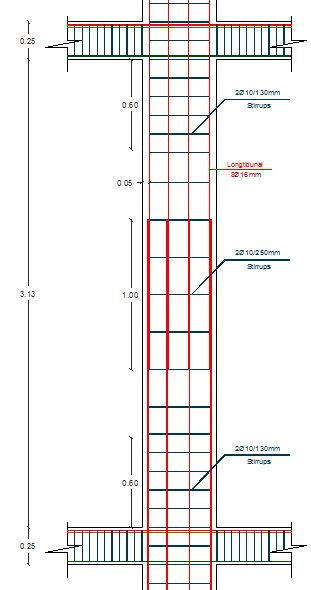 0.25
0.60
2Ø10/130mm
Stirrups
Longitiunal
8Ø16mm
0.05
2Ø10/250mm
Stirrups
1.00
3.13
2Ø10/130mm
Stirrups
0.60
0.25